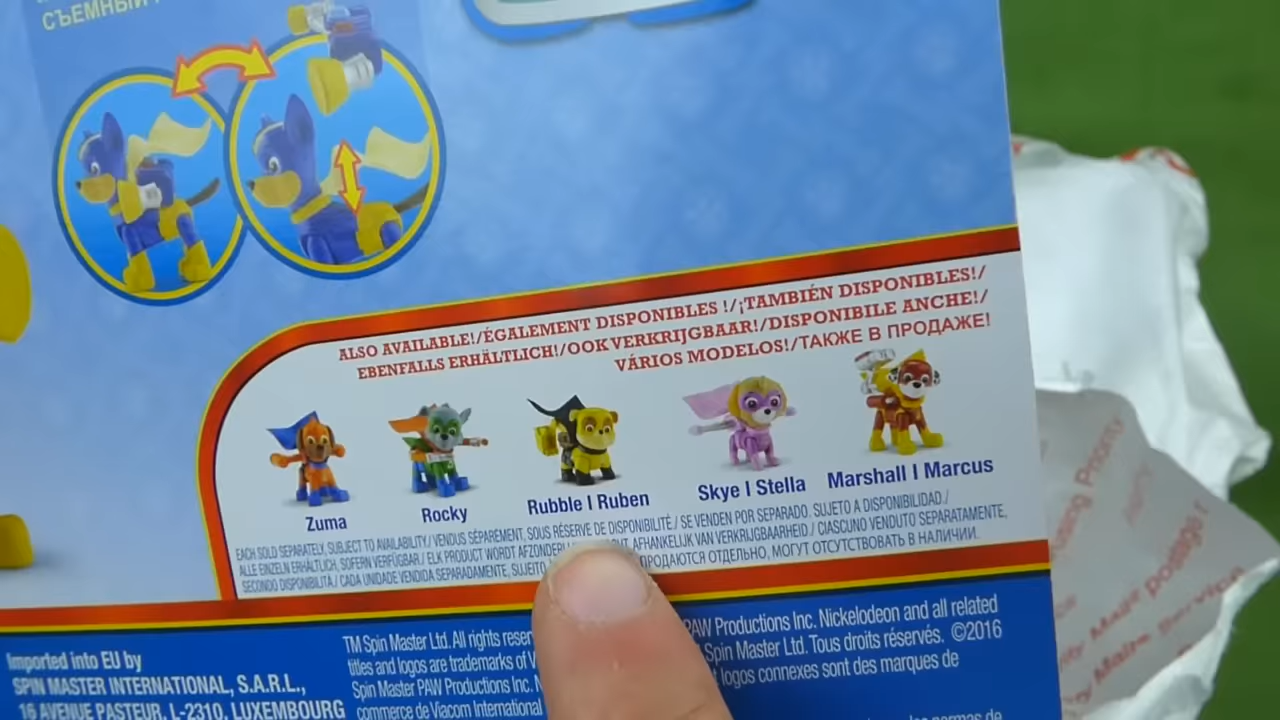 СЪЕМНЫЙ
ALSO AVAILABLE!/ÉGALEMENT DISPONIBLES !/¡TAMBIÉN DISPONIBLES!/
EBENFALLS ERHÄLTLICH!/OOK VERKRIJGBAAR!/DISPONIBILE ANCHE!/
VÁRIOS MODELOS!/ТАКЖЕ В ПРОДАЖЕ!
Zuma
Rocky
Rubble | Ruben
Skye | Stella
Marshall | Marcus
EACH SOLD SEPARATELY, SUBJECT TO AVAILABILITY./ VENDUS SÉPARÉMENT, SOUS RÉSERVE DE DISPONIBILITÉ./ SE VENDEN POR SEPARADO. SUJETO A DISPONIBILIDAD./
ALLE EINZELN ERHÄLTLICH, SOFERN VERFÜGBAR./ ELK PRODUCT WORDT AFZONDERLIJK AFHANKELIJK VAN VERKRIJGBAARHEID./ CIASCUNO VENDUTO SEPARATAMENTE,
SECONDO DISPONIBILITÀ./ CADA UNIDADE VENDIDA SEPARADAMENTE, SUJEITO ПРОДАЮТСЯ ОТДЕЛЬНО, МОГУТ ОТСУТСТВОВАТЬ В НАЛИЧИИ.
Imported into EU by
SPIN MASTER INTERNATIONAL, S.A.R.L.,
16 AVENUE PASTEUR, L-2310, LUXEMBOURG
TM Spin Master Ltd. All rights reser PAW Productions Inc. Nickelodeon and all related
titles and logos are trademarks of V Spin Master Ltd. Tous droits réservés. ©2016
Spin Master PAW Productions Inc. N t logos connexes sont des marques de
commerce de Viacom International
Priority
Mail postage